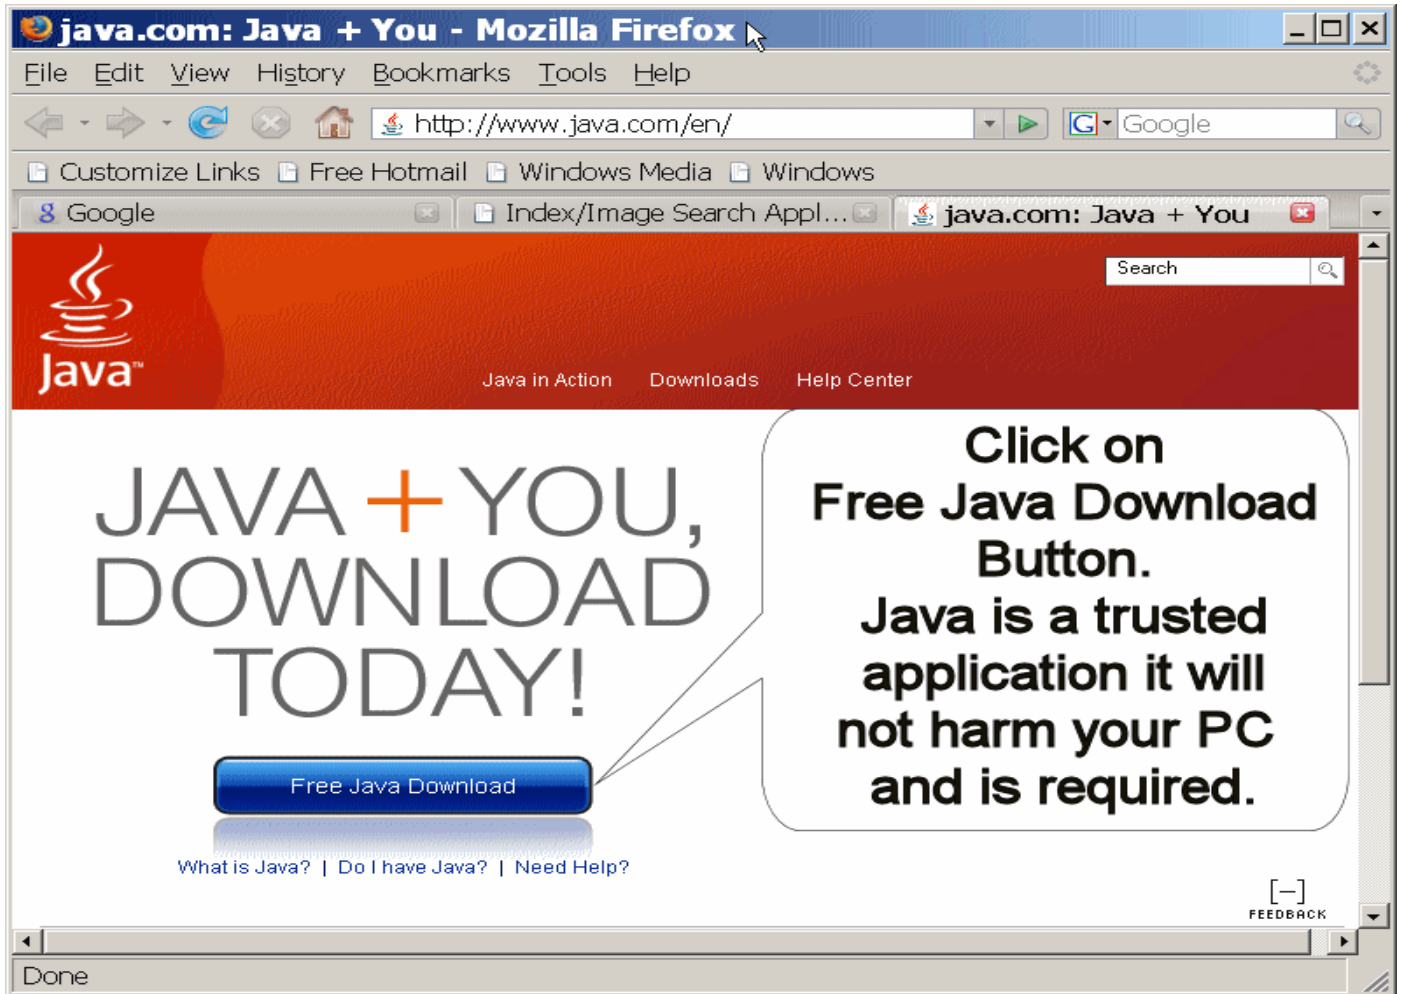 java.com: Java + You - Mozilla Firefox
File Edit View History Bookmarks Tools Help
http://www.java.com/en/ G Google
Customize Links Free Hotmail Windows Media Windows
8 Google Index/Image Search Appl... java.com: Java + You
Search
Java™
Java in Action Downloads Help Center
JAVA + YOU,
DOWNLOAD
TODAY!
Free Java Download
What is Java? | Do I have Java? | Need Help?
Click on
Free Java Download
Button.
Java is a trusted
application it will
not harm your PC
and is required.
[–]
FEEDBACK
Done